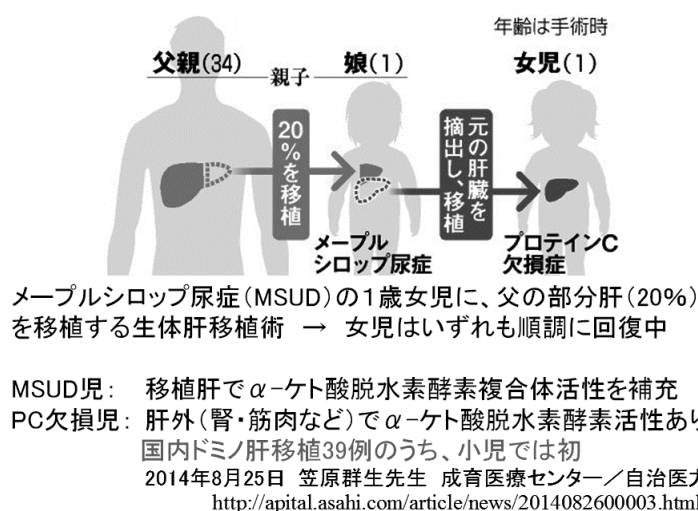 年齢は手術時
父親(34)
親子
娘(1)
女児(1)
20%を移植
元の肝臓を
摘出し、移植
メープル
シロップ尿症
プロテインC
欠損症
メープルシロップ尿症(MSUD)の1歳女児に、父の部分肝(20%)
を移植する生体肝移植術 → 女児はいずれも順調に回復中
MSUD児: 移植肝でα-ケト酸脱水素酵素複合体活性を補充
PC欠損児: 肝外(腎・筋肉など)でα-ケト酸脱水素酵素活性あり
国内ドミノ肝移植39例のうち、小児では初
2014年8月25日 笠原群生先生 成育医療センター/自治医大
http://apital.asahi.com/article/news/2014082600003.html